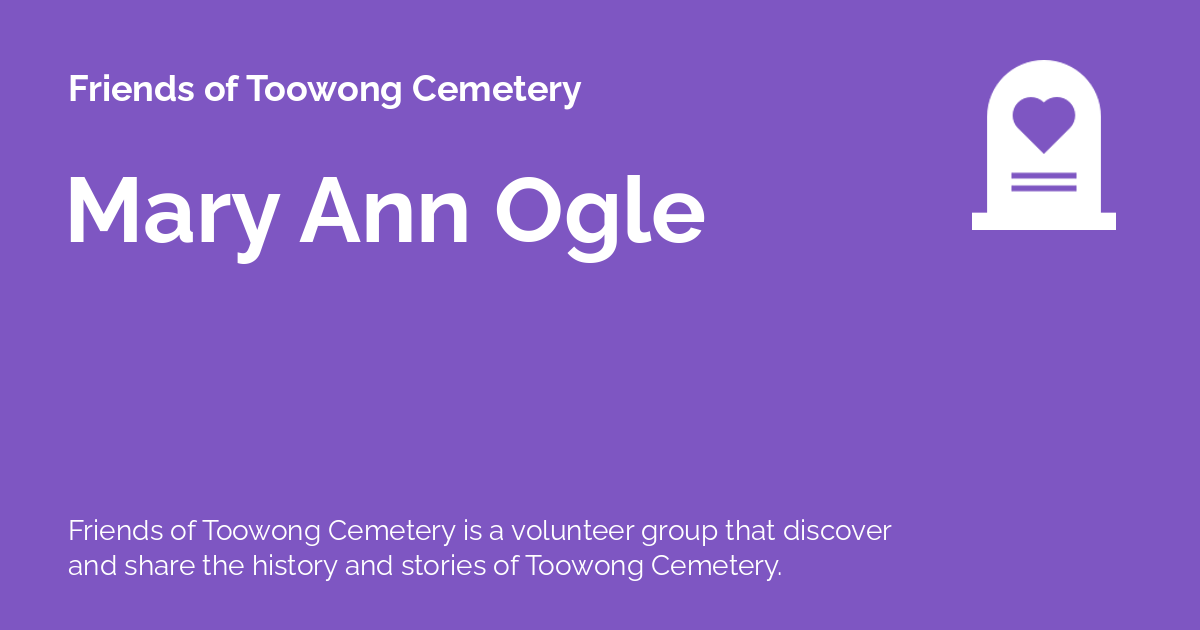 Friends of Toowong Cemetery
Mary Ann Ogle
Friends of Toowong Cemetery is a volunteer group that discover
and share the history and stories of Toowong Cemetery.